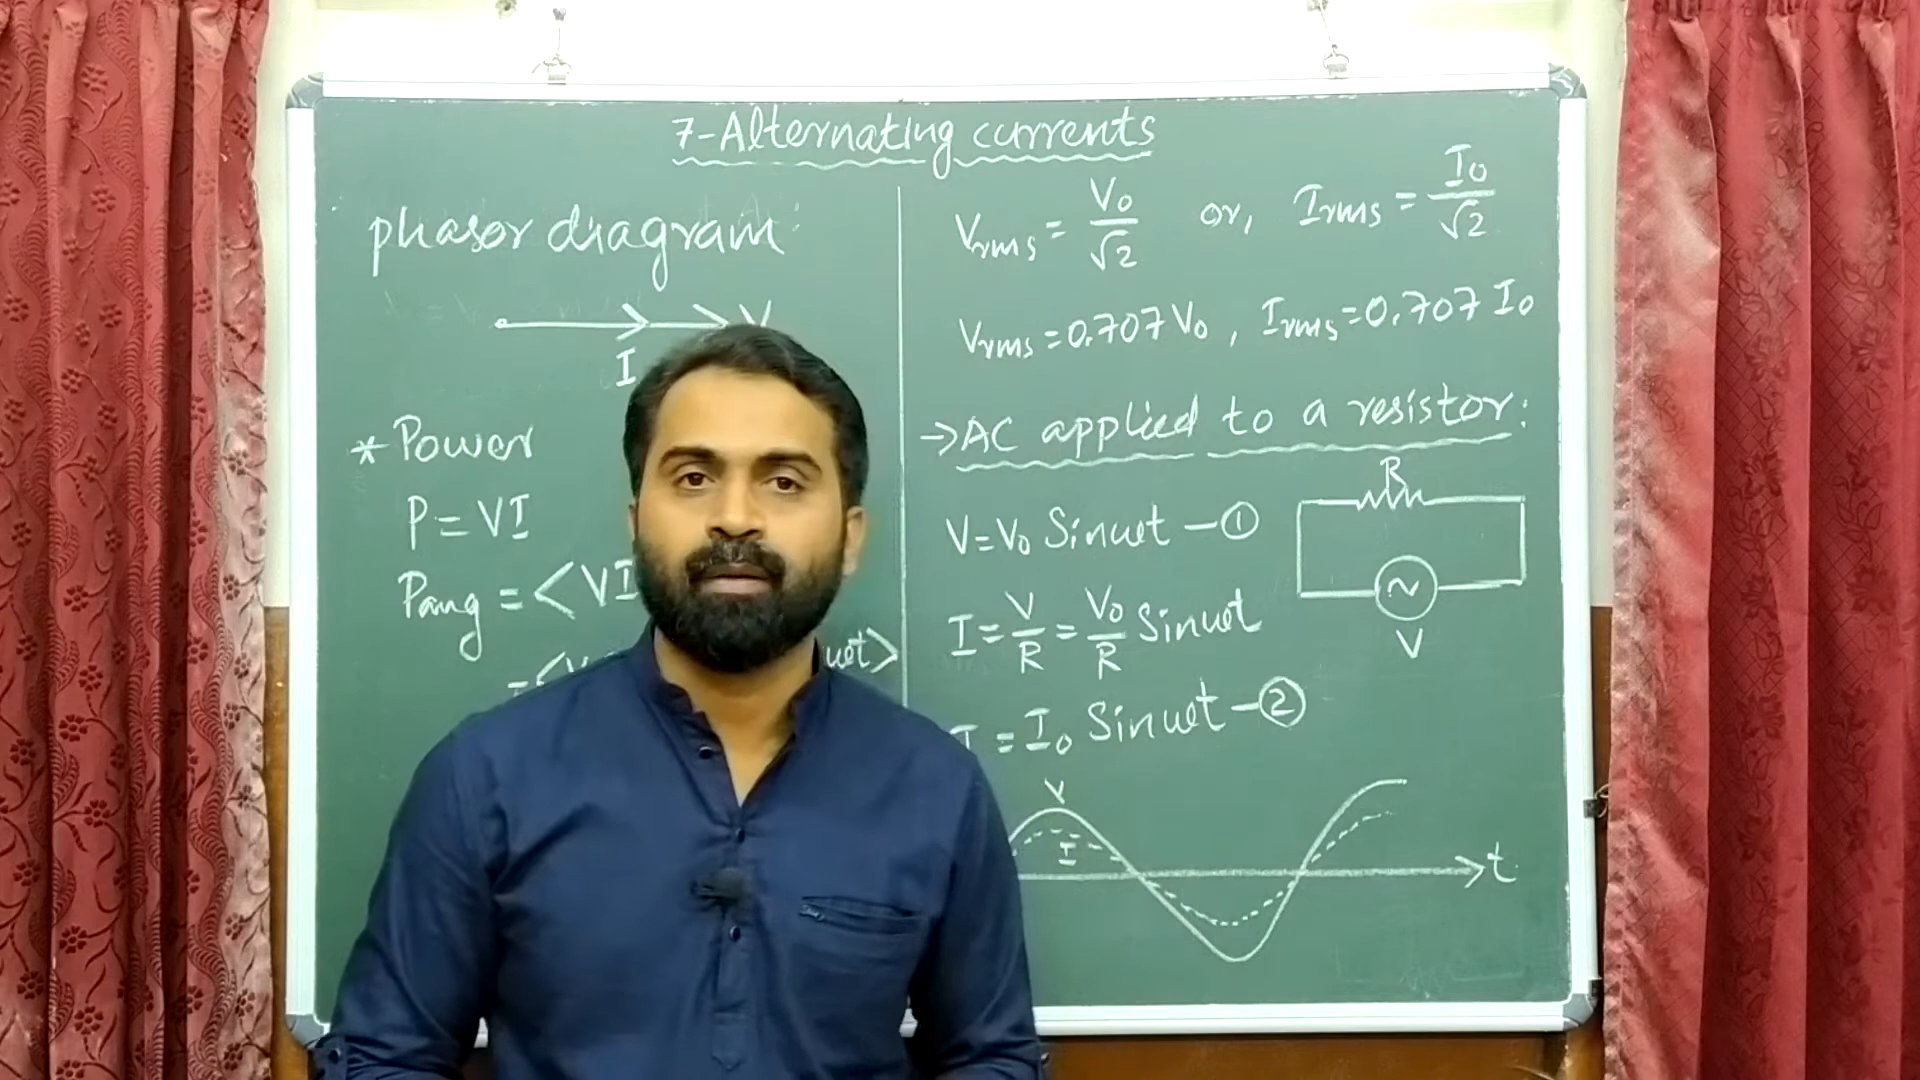 7-Alternating currents
phasor diagram:
V
I
* Power
P = VI
Pavg = <VI
= <V
ωt>
Vrms = V₀/√2 or, Irms = I₀/√2
Vrms = 0.707 V₀ , Irms = 0.707 I₀
→ AC applied to a resistor:
R
V = V₀ Sinωt — ①
~
V
I = V/R = V₀/R Sinωt
I = I₀ Sinωt — ②
V
I
t